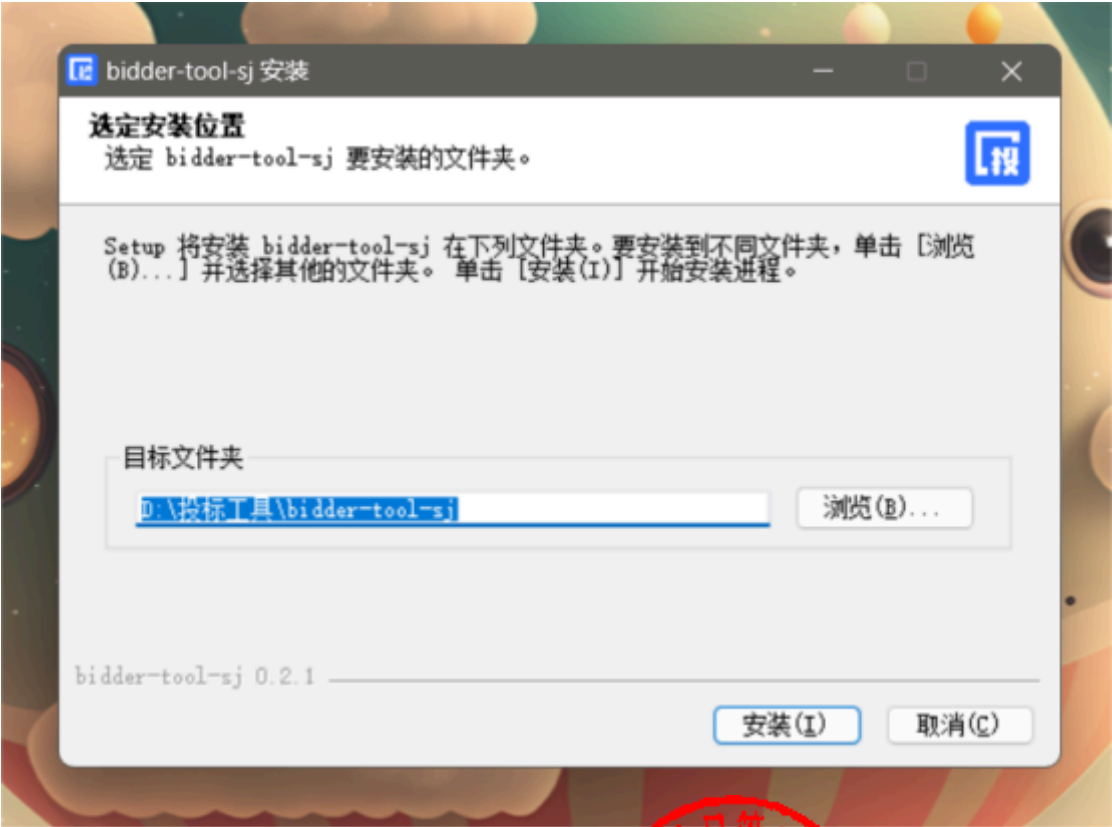 bidder-tool-sj 安装
选定安装位置
选定 bidder-tool-sj 要安装的文件夹。
投
Setup 将安装 bidder-tool-sj 在下列文件夹。要安装到不同文件夹，单击 [浏览
(B)...] 并选择其他的文件夹。 单击 [安装(I)] 开始安装进程。
目标文件夹
D:\投标工具\bidder-tool-sj
浏览(B)...
bidder-tool-sj 0.2.1
安装(I)
取消(C)